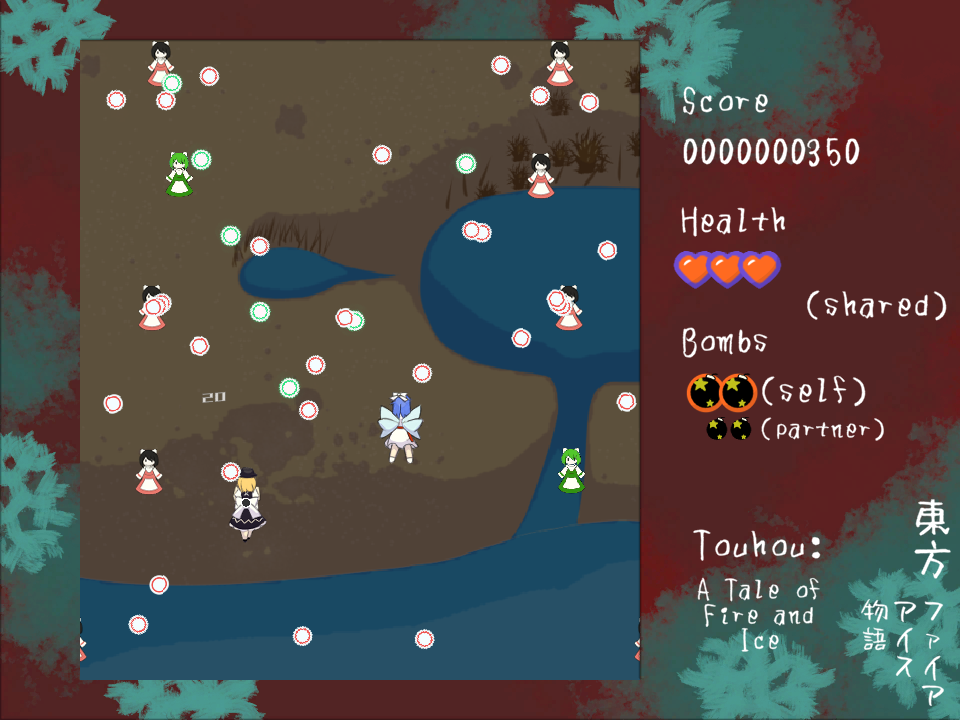 Score
0000000350
Health
(shared)
Bombs
(self)
(partner)
20
Touhou:
A Tale of
Fire and
Ice
東方
ファイア
アイス
物語